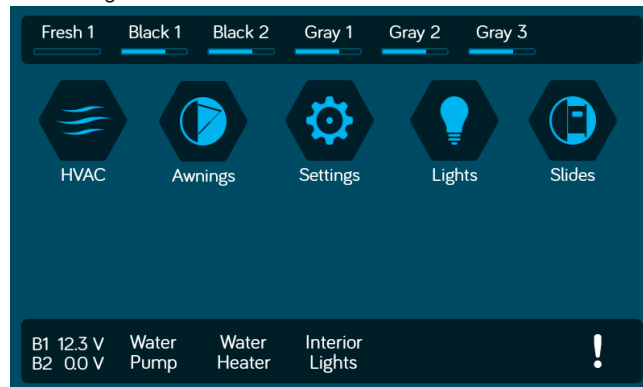 Fresh 1 Black 1 Black 2 Gray 1 Gray 2 Gray 3
HVAC Awnings Settings Lights Slides
B1 12.3 V Water Water Interior
B2 0.0 V Pump Heater Lights
!